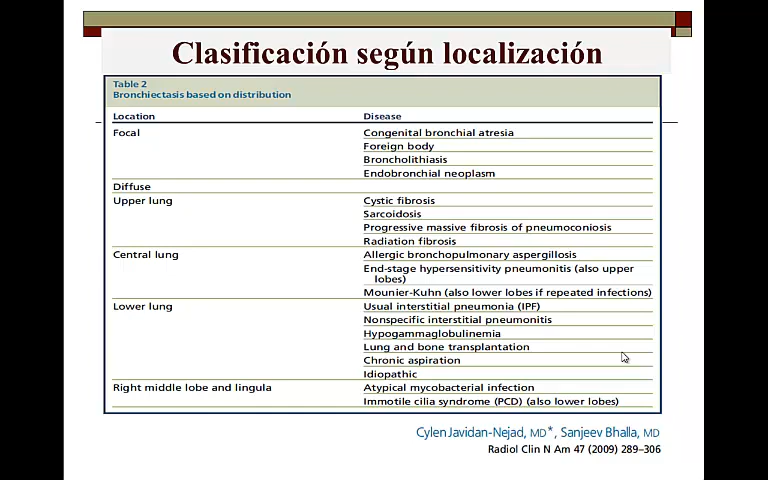 Clasificación según localización
Table 2
Bronchiectasis based on distribution
Location Disease
Focal Congenital bronchial atresia
Foreign body
Broncholithiasis
Endobronchial neoplasm
Diffuse
Upper lung Cystic fibrosis
Sarcoidosis
Progressive massive fibrosis of pneumoconiosis
Radiation fibrosis
Central lung Allergic bronchopulmonary aspergillosis
End-stage hypersensitivity pneumonitis (also upper
lobes)
Mounier-Kuhn (also lower lobes if repeated infections)
Lower lung Usual interstitial pneumonia (IPF)
Nonspecific interstitial pneumonitis
Hypogammaglobulinemia
Lung and bone transplantation
Chronic aspiration
Idiopathic
Right middle lobe and lingula Atypical mycobacterial infection
Immotile cilia syndrome (PCD) (also lower lobes)
Cylen Javidan-Nejad, MD*, Sanjeev Bhalla, MD
Radiol Clin N Am 47 (2009) 289–306